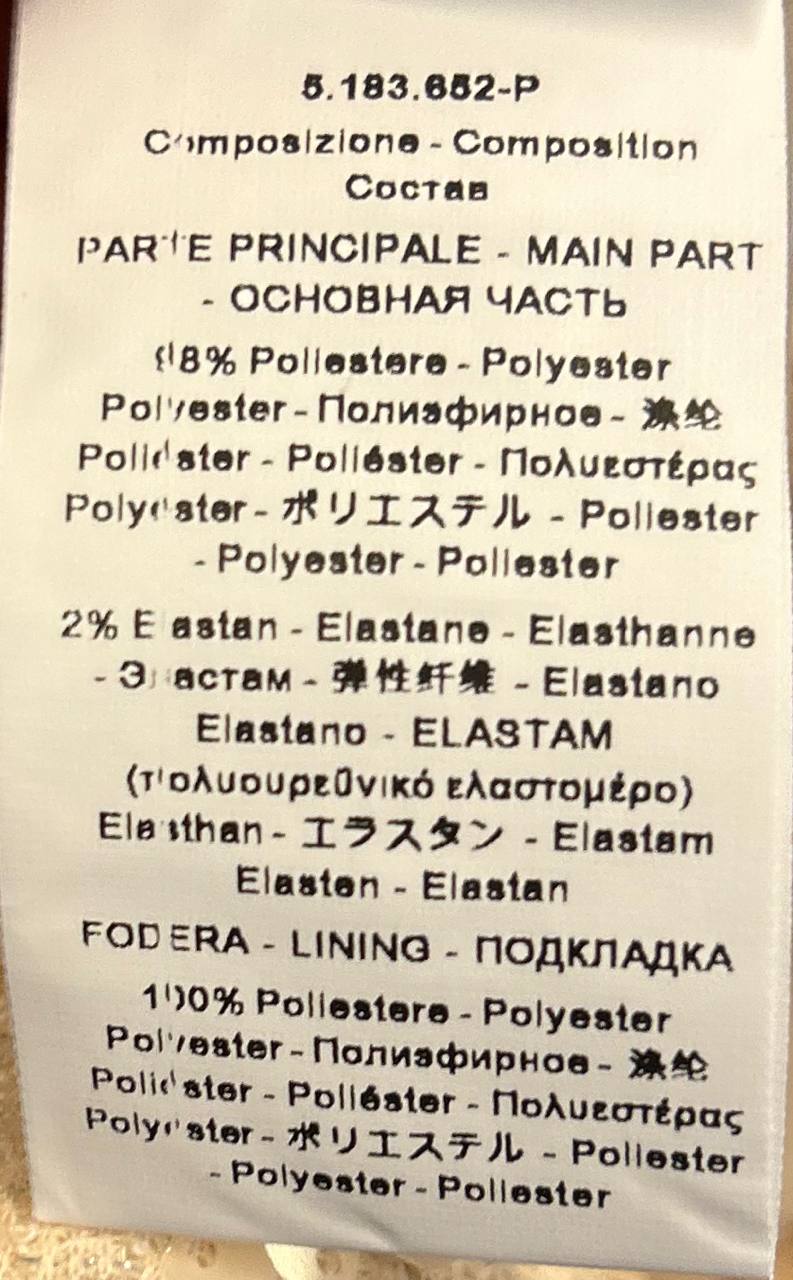 5.183.652-P
Composizione - Composition
Состав
PARTE PRINCIPALE - MAIN PART
- ОСНОВНАЯ ЧАСТЬ
98% Poliestere - Polyester
Polyester - Полиэфирное - 涤纶
Poliéster - Poliéster - Πολυεστέρας
Polyester - ポリエステル - Poliester
- Polyester - Poliester
2% Elastan - Elastane - Elasthanne
- Эластам - 弹性纤维 - Elastano
Elastano - ELASTAM
(πολυουρεθνικό ελαστομέρο)
Elasthan - エラスタン - Elastam
Elasten - Elastan
FODERA - LINING - ПОДКЛАДКА
100% Poliestere - Polyester
Polyester - Полиэфирное - 涤纶
Poliéster - Poliéster - Πολυεστέρας
Polyester - ポリエステル - Poliester
- Polyester - Poliester